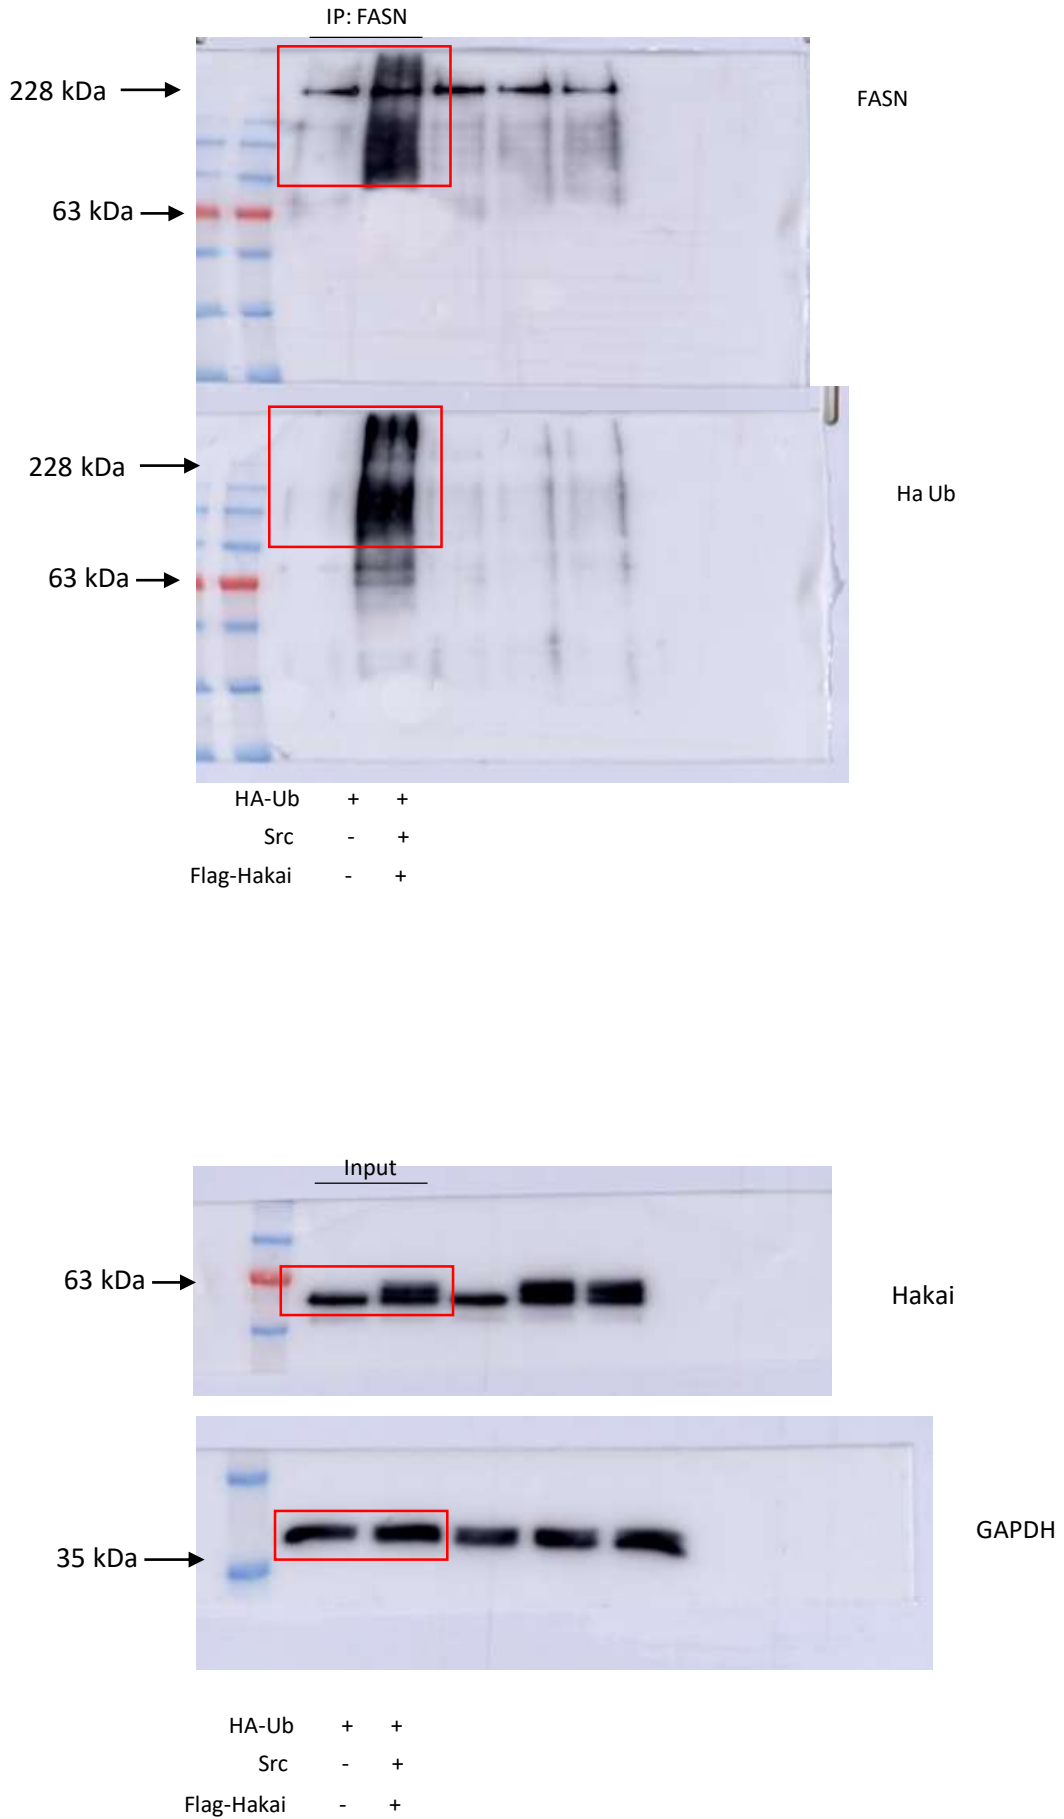 IP: FASN
228 kDa
FASN
63 kDa
228 kDa
Ha Ub
63 kDa
HA-Ub + +
Src - +
Flag-Hakai - +
Input
63 kDa
Hakai
GAPDH
35 kDa
HA-Ub + +
Src - +
Flag-Hakai - +